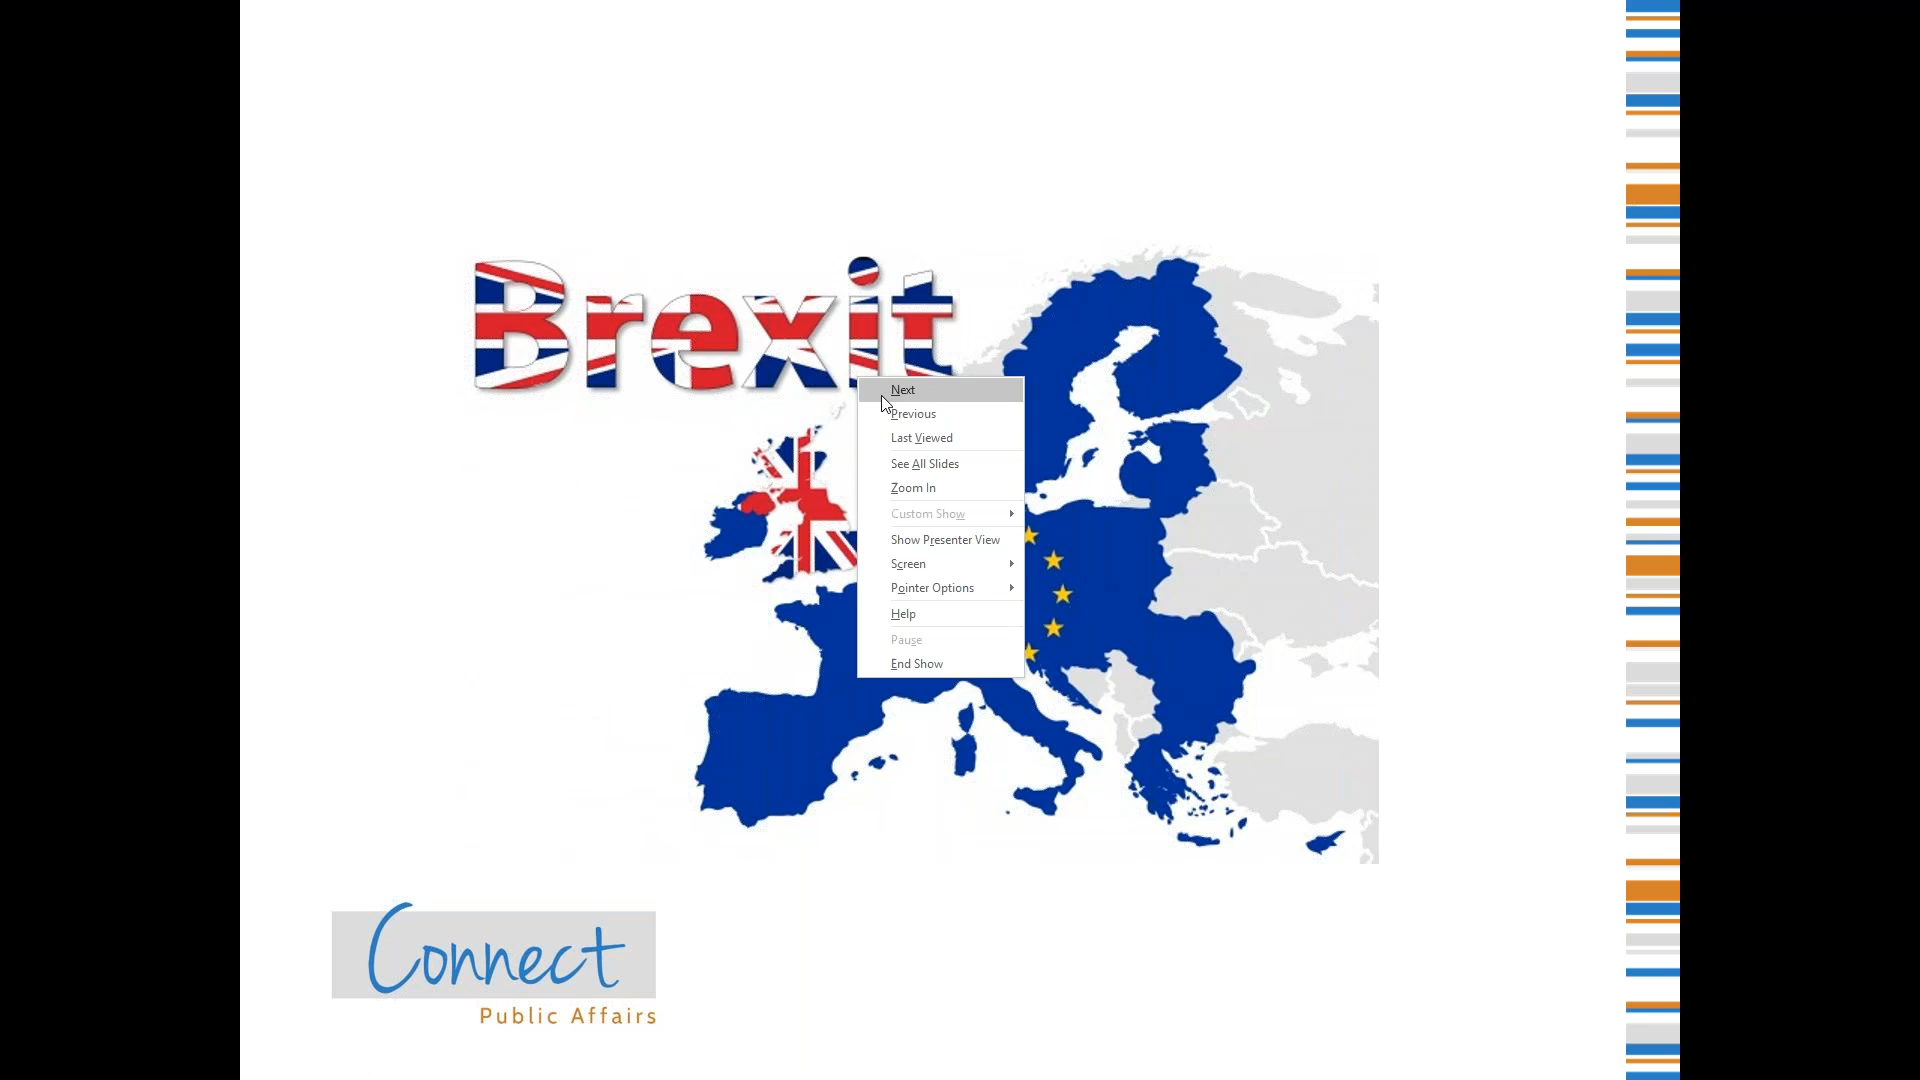 Brexit
Next
Previous
Last Viewed
See All Slides
Zoom In
Custom Show
Show Presenter View
Screen
Pointer Options
Help
Pause
End Show
Connect
Public Affairs